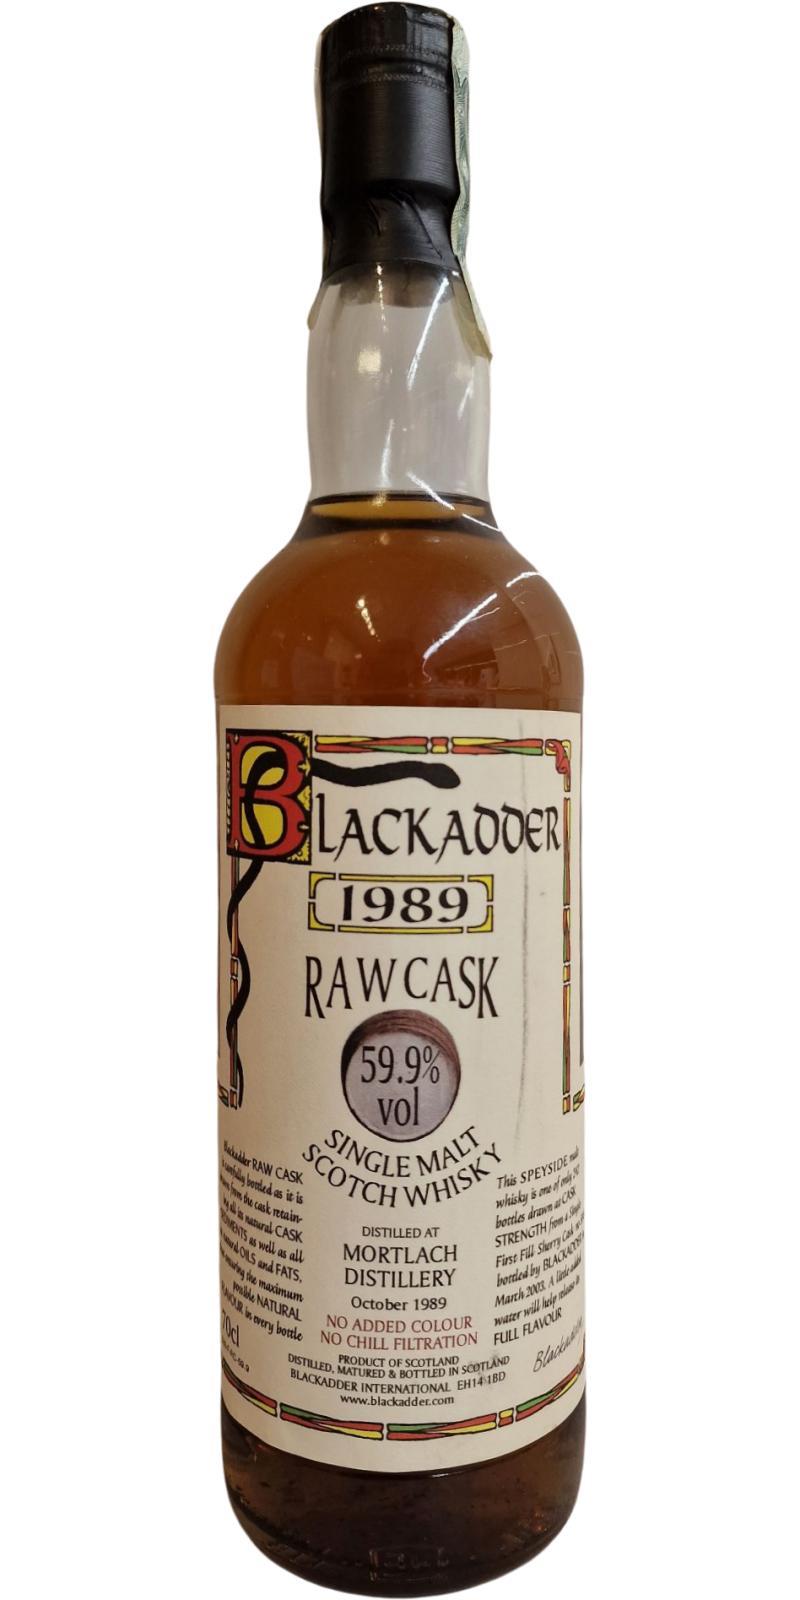 BLACKADDER
1989
RAW CASK
59.9%
vol
SINGLE MALT
SCOTCH WHISKY
Blackadder RAW CASK
is carefully bottled as it is
from the cask retain-
ing all its natural CASK
SEDIMENTS as well as all
natural OILS and FATS,
ensuring the maximum
possible NATURAL
FLAVOUR in every bottle
70cl
DISTILLED AT
MORTLACH
DISTILLERY
October 1989
NO ADDED COLOUR
NO CHILL FILTRATION
PRODUCT OF SCOTLAND
DISTILLED, MATURED & BOTTLED IN SCOTLAND
BLACKADDER INTERNATIONAL EH14 1BD
www.blackadder.com
This SPEYSIDE malt
whisky is one of only
bottles drawn at CASK
STRENGTH from a Single
First Fill Sherry Cask
bottled by BLACKADDER
March 2003. A little added
water will help release its
FULL FLAVOUR
Blackadder